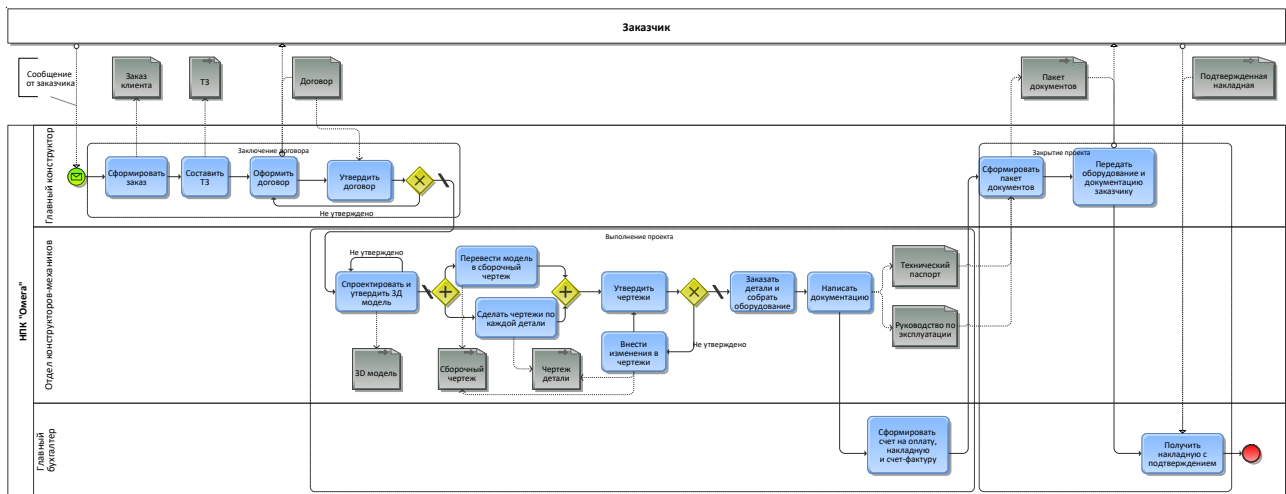 Заказчик
Сообщение
от заказчика
Заказ
клиента
ТЗ
Договор
Пакет
документов
Подтвержденная
накладная
НПК "Омега"
Главный конструктор
Заключение договора
Сформировать
заказ
Составить
ТЗ
Оформить
договор
Утвердить
договор
Не утверждено
Закрытие проекта
Сформировать
пакет
документов
Передать
оборудование и
документацию
заказчику
Отдел конструкторов-механиков
Выполнение проекта
Не утверждено
Спроектировать и
утвердить 3Д
модель
Перевести модель
в сборочный
чертеж
Сделать чертежи по
каждой детали
Утвердить
чертежи
Внести
изменения в
чертежи
Не утверждено
Заказать
детали и
собрать
оборудование
Написать
документацию
Технический
паспорт
Руководство по
эксплуатации
3D модель
Сборочный
чертеж
Чертеж
детали
Главный
бухгалтер
Сформировать
счет на оплату,
накладную
и счет-фактуру
Получить
накладную с
подтверждением